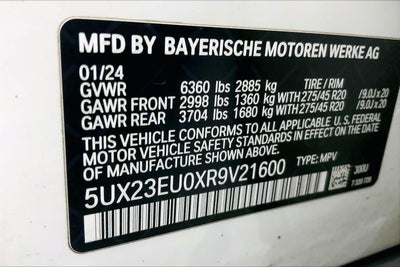 MFD BY BAYERISCHE MOTOREN WERKE AG
01/24
GVWR 6360 lbs 2885 kg TIRE / RIM
GAWR FRONT 2998 lbs 1360 kg WITH 275/45 R20 /9.0J x 20
GAWR REAR 3704 lbs 1680 kg WITH 275/45 R20 /9.0J x 20
THIS VEHICLE CONFORMS TO ALL APPLICABLE U.S. FEDERAL
MOTOR VEHICLE SAFETY STANDARDS IN EFFECT ON THE DATE
OF MANUFACTURE SHOWN ABOVE. TYPE: MPV
5UX23EU0XR9V21600
300U